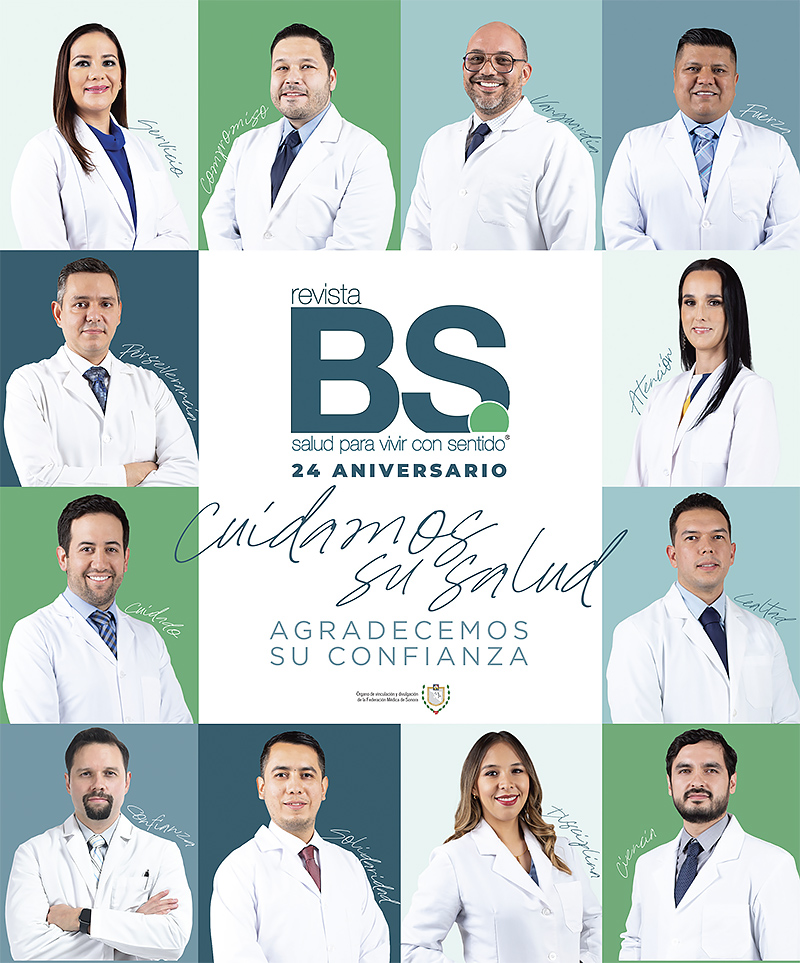 Servicio
Compromiso
Vanguardia
Fuerza
revista
BS
salud para vivir con sentido®
24 ANIVERSARIO
Perseverancia
Atención
cuidamos
su salud
AGRADECEMOS
SU CONFIANZA
Cuidado
Lealtad
Órgano de vinculación y divulgación
de la Federación Médica de Sonora
Confianza
Solidaridad
Disciplina
Ciencia